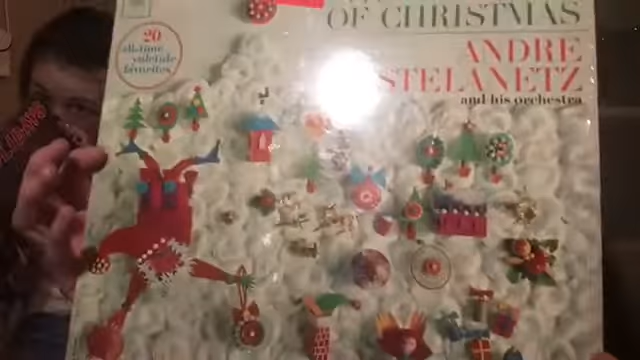 OF CHRISTMAS
ANDRE
STELANETZ
and his orchestra
20
all-time
yuletide
favorites